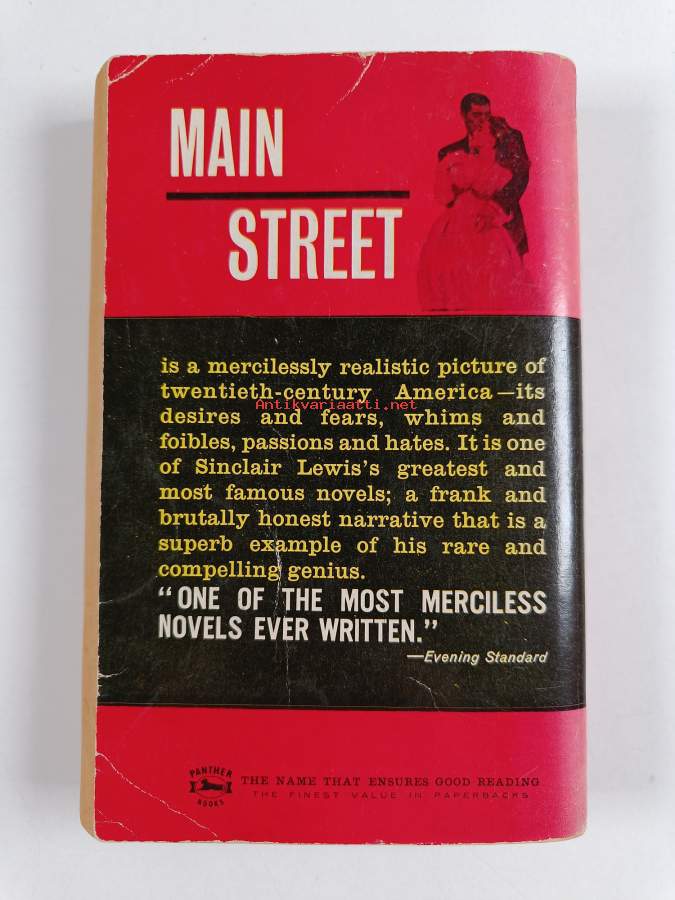 MAIN
STREET
is a mercilessly realistic picture of
twentieth-century America—its
Antikvariaatti.net
desires and fears, whims and
foibles, passions and hates. It is one
of Sinclair Lewis's greatest and
most famous novels; a frank and
brutally honest narrative that is a
superb example of his rare and
compelling genius.
"ONE OF THE MOST MERCILESS
NOVELS EVER WRITTEN."
—Evening Standard
PANTHER
BOOKS
THE NAME THAT ENSURES GOOD READING
THE FINEST VALUE IN PAPERBACKS